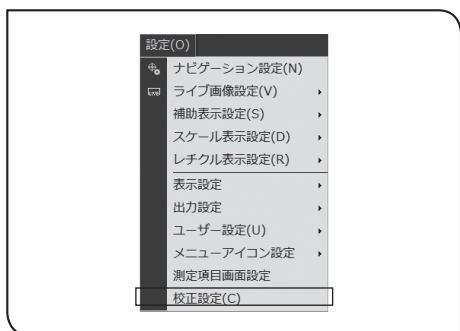 設定(O)
ナビゲーション設定(N)
ライブ画像設定(V)
補助表示設定(S)
スケール表示設定(D)
レチクル表示設定(R)
表示設定
出力設定
ユーザー設定(U)
メニューアイコン設定
測定項目画面設定
校正設定(C)